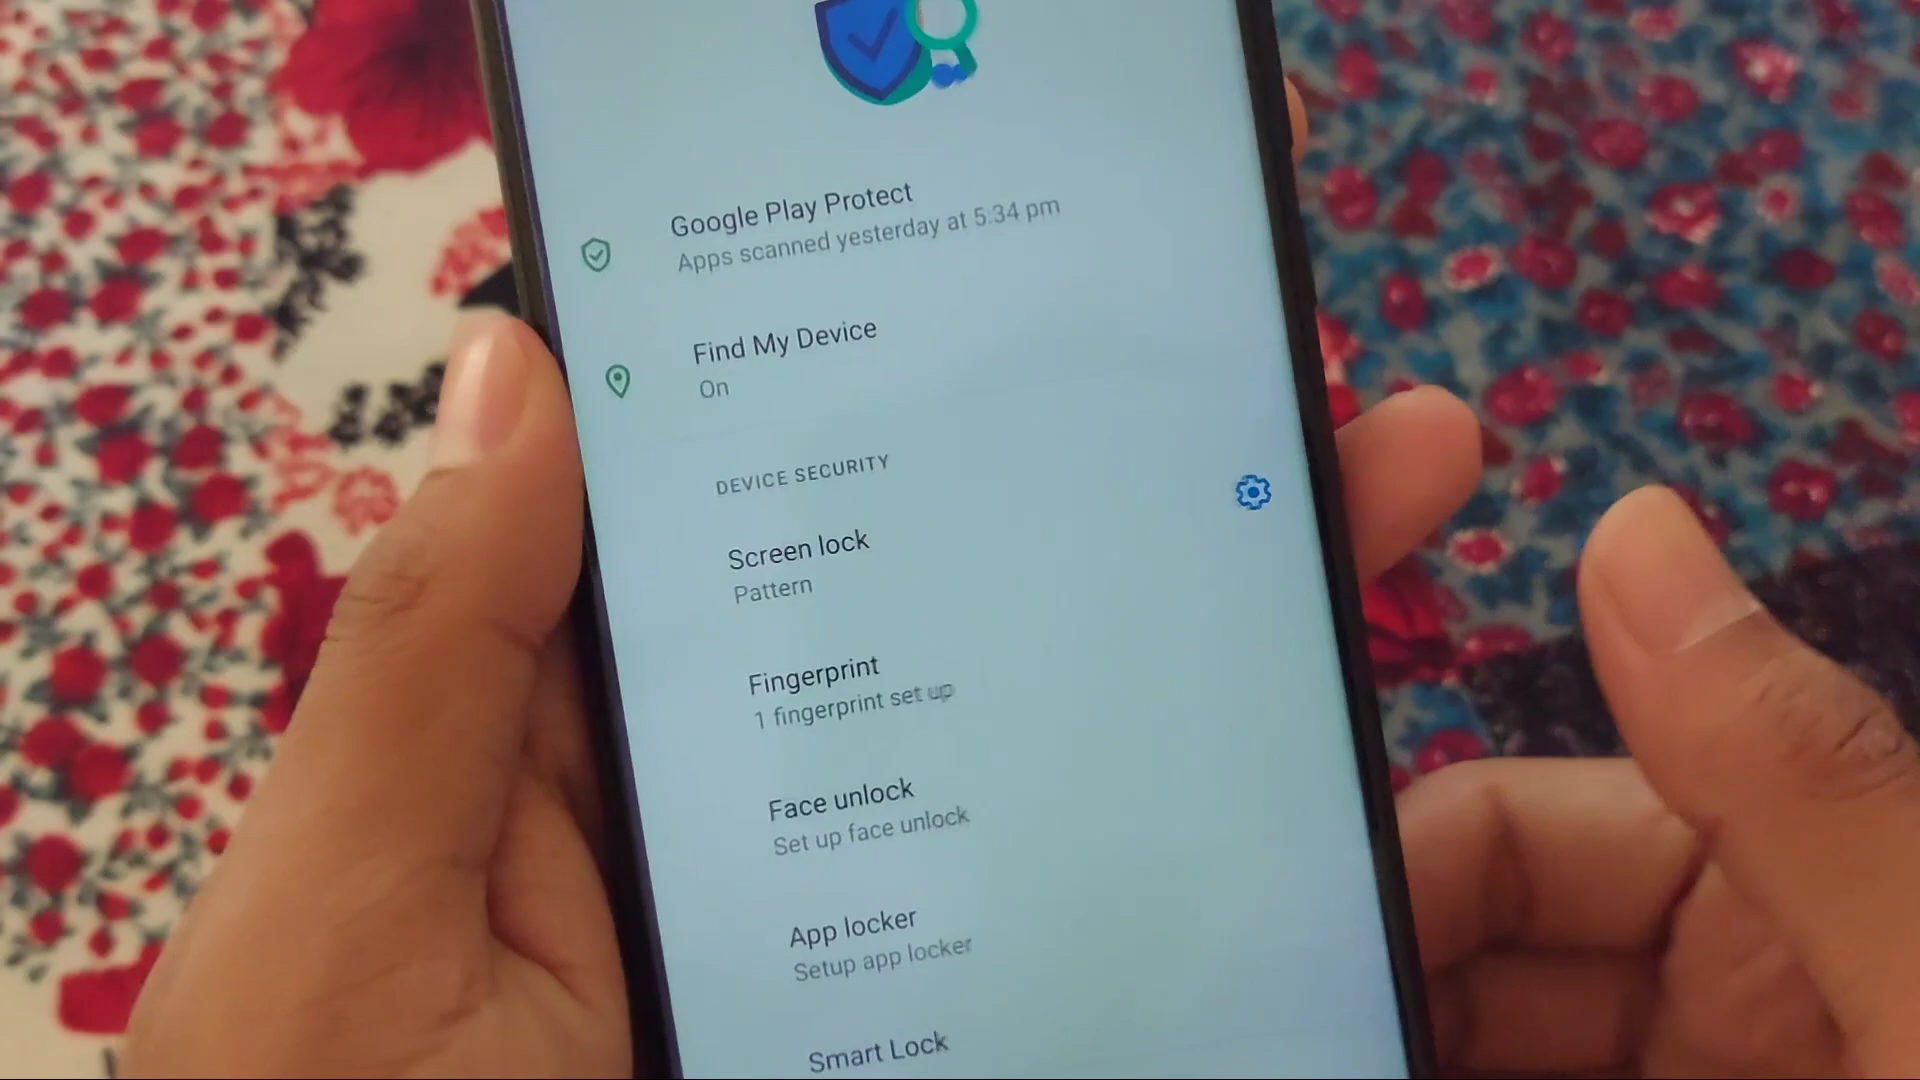 Google Play Protect
Apps scanned yesterday at 5:34 pm
Find My Device
On
DEVICE SECURITY
Screen lock
Pattern
Fingerprint
1 fingerprint set up
Face unlock
Set up face unlock
App locker
Setup app locker
Smart Lock